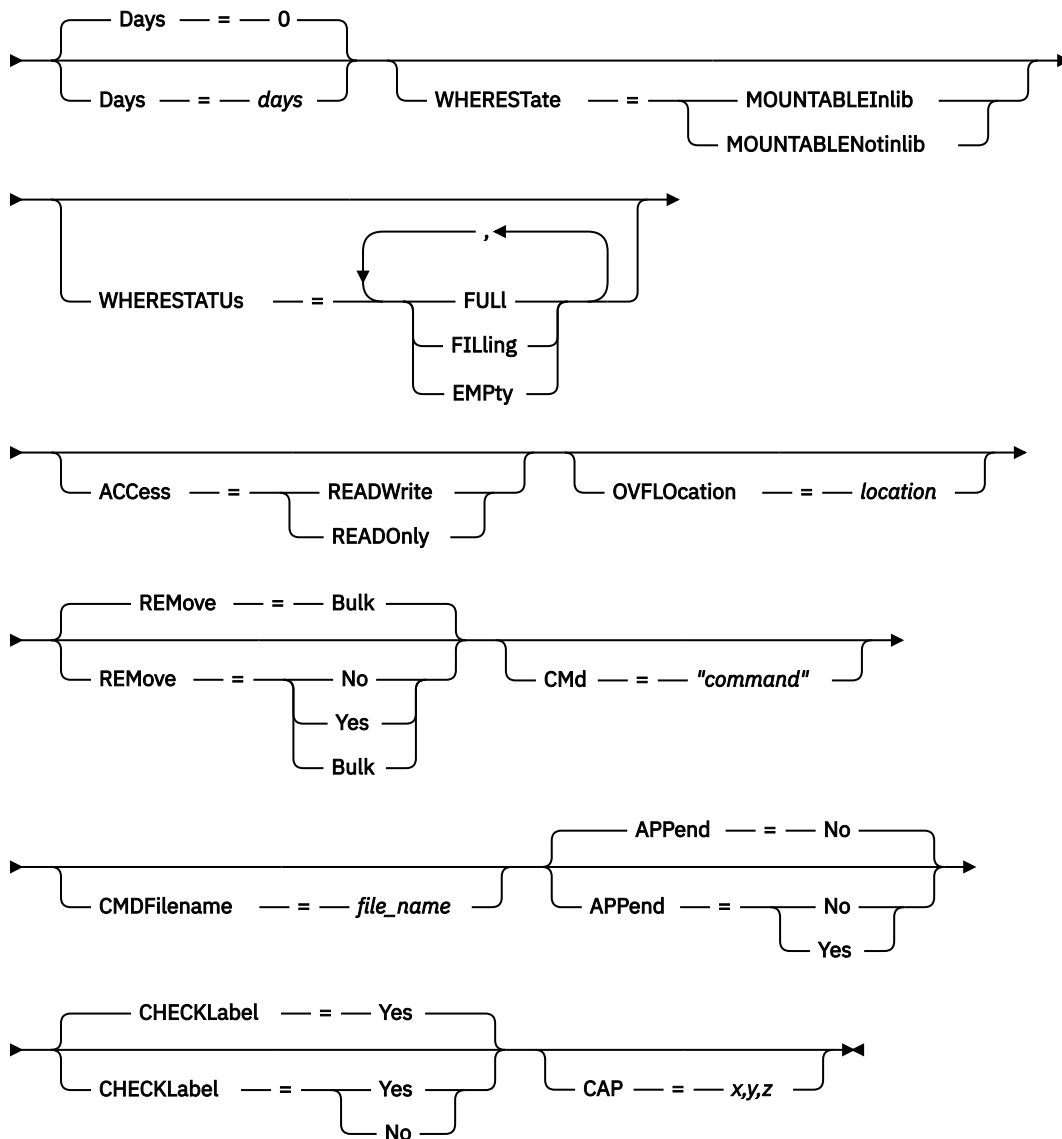 Days = 0
Days = days WHEREState = MOUNTABLEInlib
MOUNTABLENotinlib
,
WHERESTATUs = FULl
FILling
EMPty
ACCess = READWrite OVFLOcation = location
READOnly
REMove = Bulk
REMove = No CMd = "command"
Yes
Bulk
APPend = No
CMDFilename = file_name APPend = No
Yes
CHECKLabel = Yes
CHECKLabel = Yes CAP = x,y,z
No